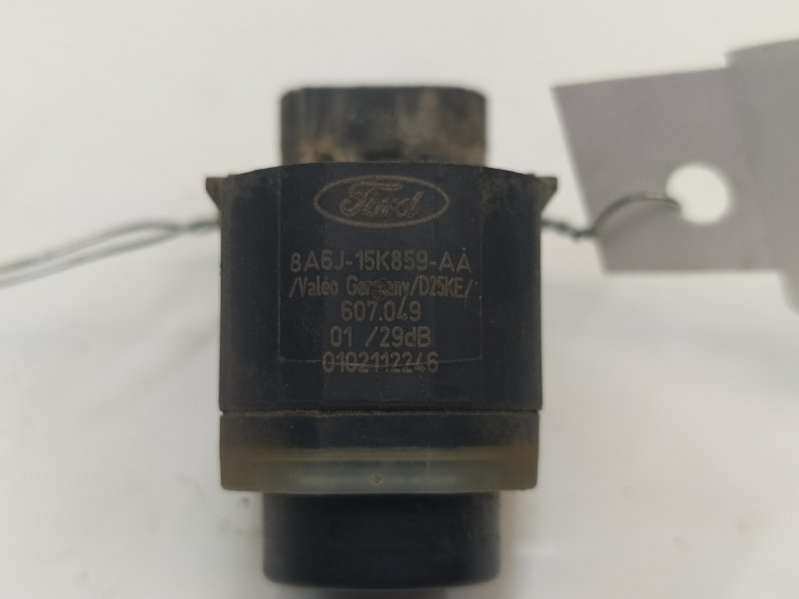 Ford
8A6J-15K859-AA
/Valeo Germany/D25KE/
607.049
01 /29dB
0102112246